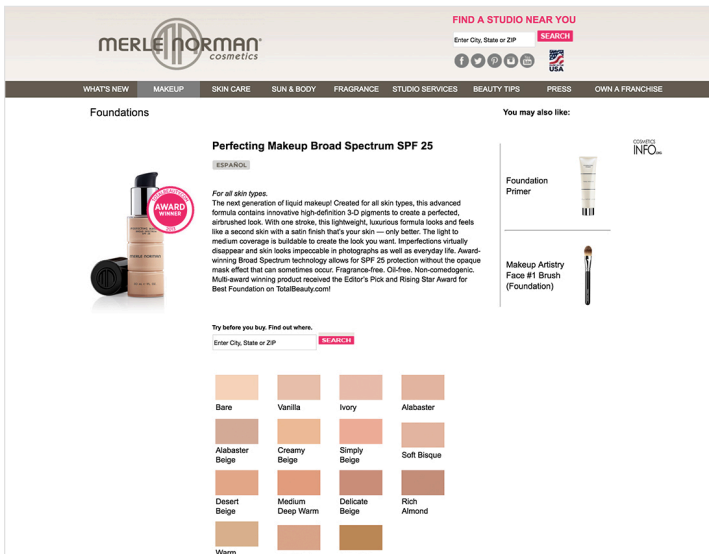 FIND A STUDIO NEAR YOU
MERLE NORMAN
cosmetics
Enter City, State or ZIP
SEARCH
USA
WHAT'S NEW MAKEUP SKIN CARE SUN & BODY FRAGRANCE STUDIO SERVICES BEAUTY TIPS PRESS OWN A FRANCHISE
Foundations
You may also like:
Perfecting Makeup Broad Spectrum SPF 25
ESPAÑOL
COSMETICS
INFO.ORG
AWARD
WINNER
MERLE NORMAN
For all skin types.
The next generation of liquid makeup! Created for all skin types, this advanced
formula contains innovative high-definition 3-D pigments to create a perfected,
airbrushed look. With one stroke, this lightweight, luxurious formula looks and feels
like a second skin with a satin finish that's your skin — only better. The light to
medium coverage is buildable to create the look you want. Imperfections virtually
disappear and skin looks impeccable in photographs as well as everyday life. Award-
winning Broad Spectrum technology allows for SPF 25 protection without the opaque
mask effect that can sometimes occur. Fragrance-free. Oil-free. Non-comedogenic.
Multi-award winning product received the Editor's Pick and Rising Star Award for
Best Foundation on TotalBeauty.com!
Foundation
Primer
Makeup Artistry
Face #1 Brush
(Foundation)
Try before you buy. Find out where.
Enter City, State or ZIP
SEARCH
Bare Vanilla Ivory Alabaster
Alabaster
Beige
Creamy
Beige
Simply
Beige
Soft Bisque
Desert
Beige
Medium
Deep Warm
Delicate
Beige
Rich
Almond
Warm